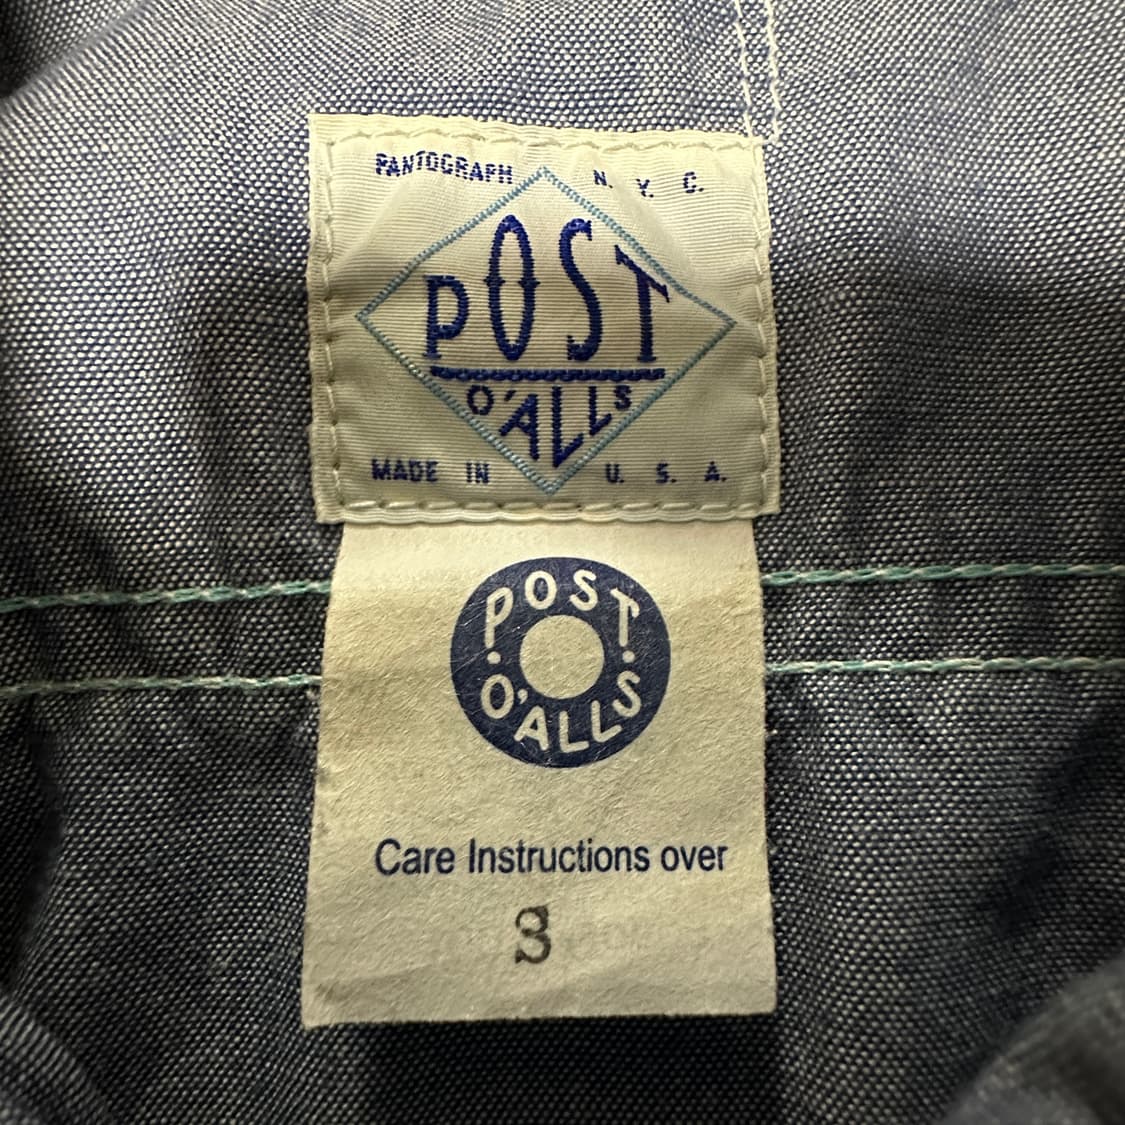 PANTOGRAPH N. Y. C.
POST
O'ALLS
MADE IN U. S. A.
POST
O'ALLS
Care Instructions over
S